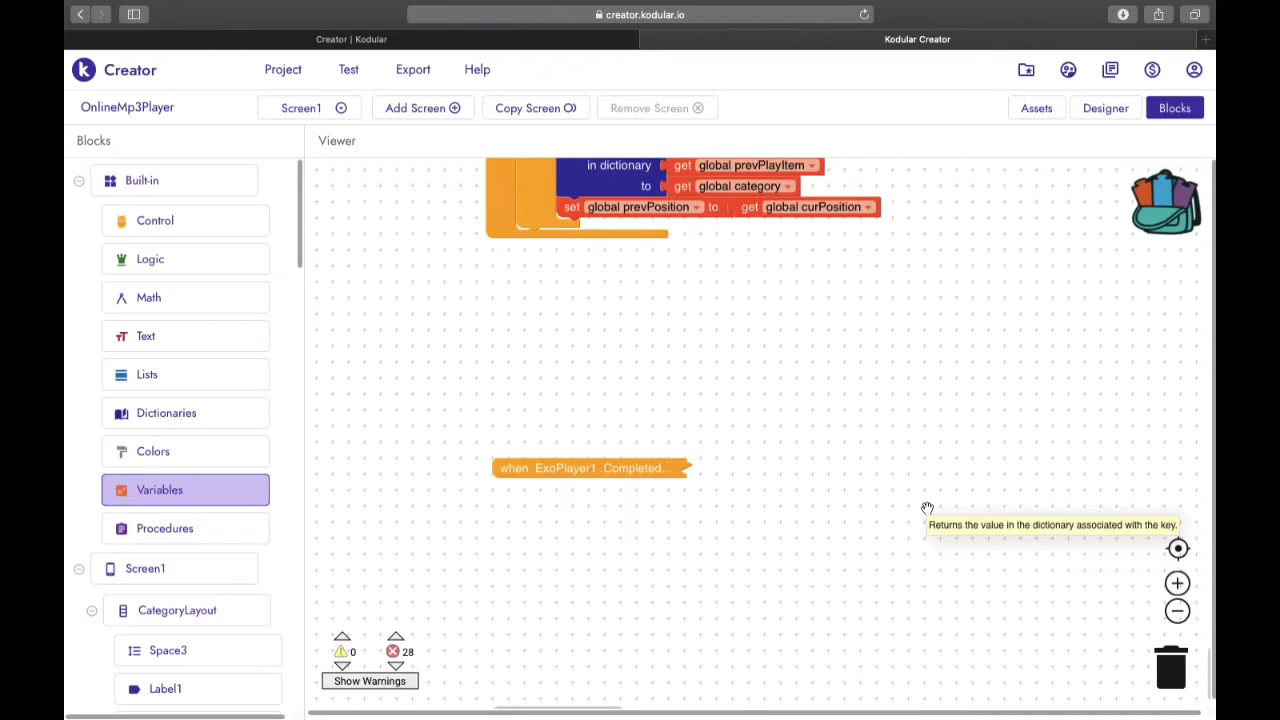 creator.kodular.io
Creator | Kodular
Kodular Creator
k Creator Project Test Export Help
OnlineMp3Player Screen1 Add Screen Copy Screen Remove Screen Assets Designer Blocks
Blocks Viewer
in dictionary get global prevPlayItem
to get global category
set global prevPosition to get global curPosition
Built-in
Control
Logic
Math
Text
Lists
Dictionaries
Colors
Variables
Procedures
Screen1
CategoryLayout
Space3
Label1
when ExoPlayer1 .Completed...
Returns the value in the dictionary associated with the key.
0 28
Show Warnings